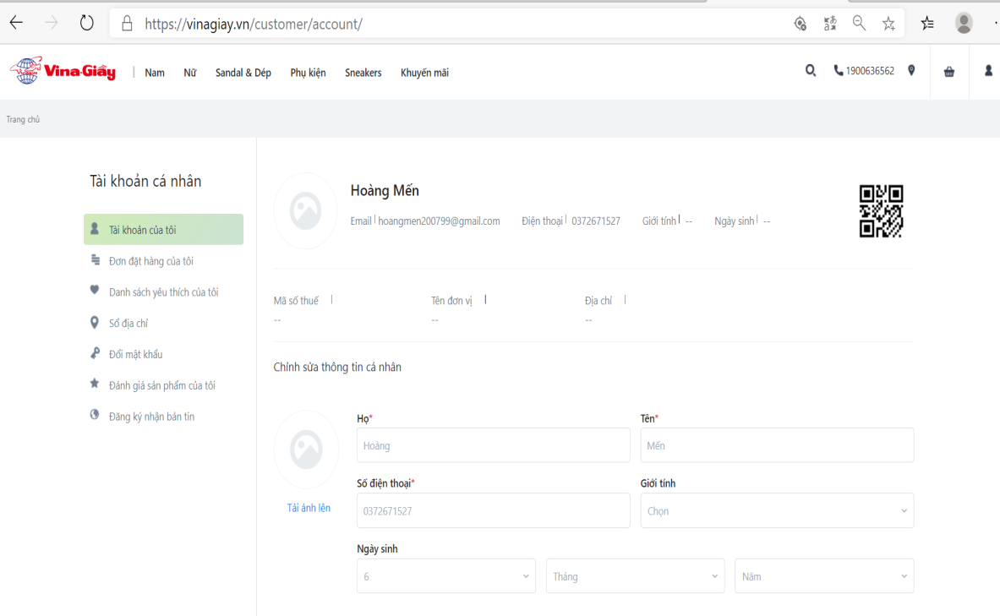 https://vinagiay.vn/customer/account/
Vina-Giầy
Nam Nữ Sandal & Dép Phụ kiện Sneakers Khuyến mãi
1900636562
Trang chủ
Tài khoản cá nhân
Tài khoản của tôi
Đơn đặt hàng của tôi
Danh sách yêu thích của tôi
Sổ địa chỉ
Đổi mật khẩu
Đánh giá sản phẩm của tôi
Đăng ký nhận bản tin
Hoàng Mến
Email hoangmen200799@gmail.com Điện thoại 0372671527 Giới tính -- Ngày sinh --
Mã số thuế Tên đơn vị Địa chỉ
-- -- --
Chỉnh sửa thông tin cá nhân
Họ* Tên*
Hoàng Mến
Số điện thoại* Giới tính
0372671527 Chọn
Tải ảnh lên
Ngày sinh
6 Tháng Năm